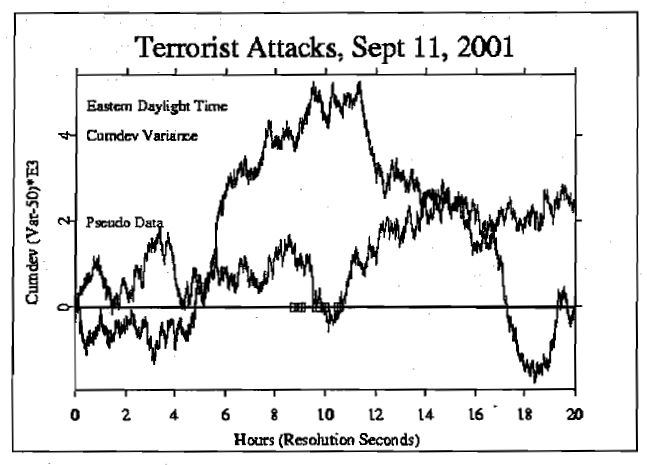 Terrorist Attacks, Sept 11, 2001
Eastern Daylight Time
Cumdev Variance
Pseudo Data
Cumdev (Var-50)*E3
4
2
0
0 2 4 6 8 10 12 14 16 18 20
Hours (Resolution Seconds)